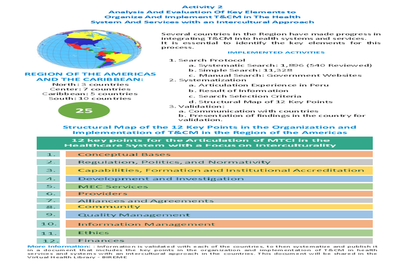 Activity 2
Analysis And Evaluation Of Key Elements to
Organize And Implement T&CM in The Health
System And Services with an Intercultural Approach
Several countries in the Region have made progress in
integrating T&CM into health systems and services.
It is essential to identify the key elements for this
process.
IMPLEMENTED ACTIVITIES
1. Search Protocol
a. Systematic Search: 1,896 (540 Reviewed)
b. Simple Search: 31,528
c. Manual Search: Government Websites
2. Systematization
a. Articulation Experience in Peru
b. Result of Information
c. Search Selection Criteria
d. Structural Map of 12 Key Points
3. Validation
a. Communication with countries
b. Presentation of findings in the country for
validation.
REGION OF THE AMERICAS
AND THE CARIBBEAN:
North: 3 countries
Center: 7 countries
Caribbean: 5 countries
South: 10 countries
25
Structural Map of the 12 Key Points in the Organization and
Implementation of T&CM in the Region of the Americas
12 key points for the Articulation of MTCI in the
Healthcare System with a Focus on Interculturality
1. Conceptual Bases
2. Regulation, Politics, and Normativity
3. Capabilities, Formation and Institutional Accreditation
4. Development and Investigation
5. MEC Services
6. Providers
7. Alliances and Agreements
8. Community
9. Quality Management
10. Information Management
11. Ethics
12. Finances
More Information: Information is validated with each of the countries, to then systematize and publish it
in a document that includes the key points in the organization and implementation of T&CM in health
services and systems with an intercultural approach in the countries. This document will be shared in the
Virtual Health Library - BIREME